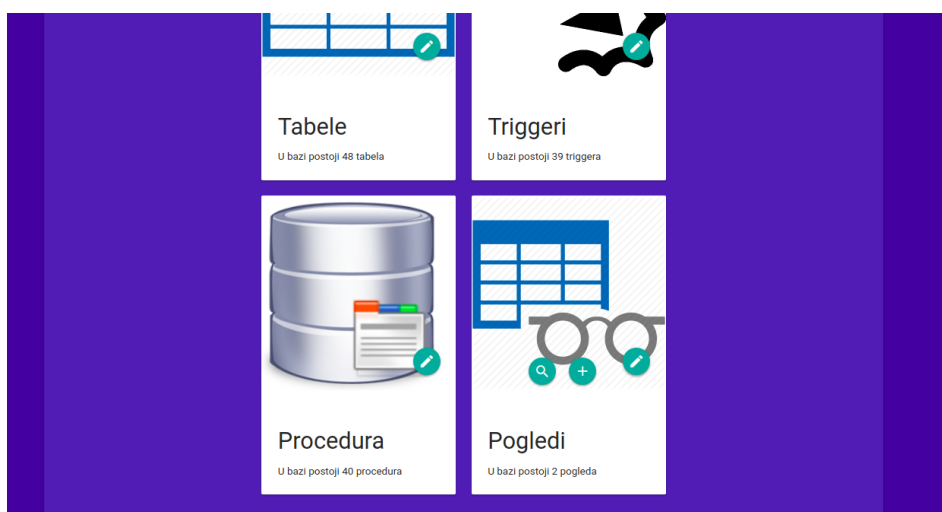 Tabele
U bazi postoji 48 tabela
Triggeri
U bazi postoji 39 triggera
Procedura
U bazi postoji 40 procedura
Pogledi
U bazi postoji 2 pogleda